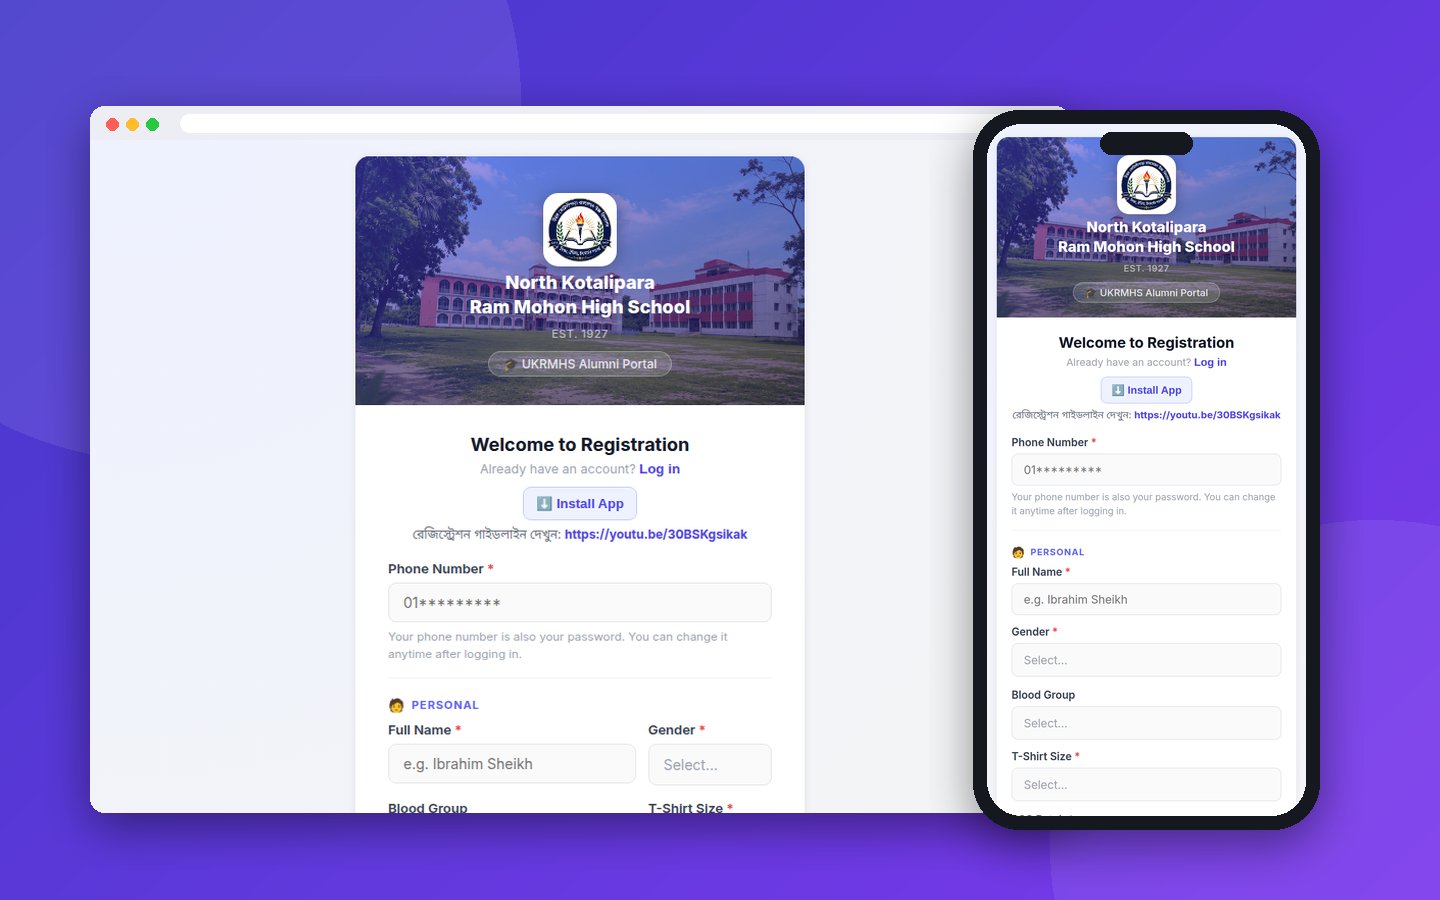 North Kotalipara
Ram Mohon High School
EST. 1927
🎓 UKRMHS Alumni Portal
Welcome to Registration
Already have an account? Log in
⬇️ Install App
রেজিস্ট্রেশন গাইডলাইন দেখুন: https://youtu.be/30BSKgsikak
Phone Number *
01*********
Your phone number is also your password. You can change it
anytime after logging in.
🧑 PERSONAL
Full Name *
Gender *
e.g. Ibrahim Sheikh
Select...
Blood Group
T-Shirt Size *
North Kotalipara
Ram Mohon High School
EST. 1927
🎓 UKRMHS Alumni Portal
Welcome to Registration
Already have an account? Log in
⬇️ Install App
রেজিস্ট্রেশন গাইডলাইন দেখুন: https://youtu.be/30BSKgsikak
Phone Number *
01*********
Your phone number is also your password. You can change
it anytime after logging in.
🧑 PERSONAL
Full Name *
e.g. Ibrahim Sheikh
Gender *
Select...
Blood Group
Select...
T-Shirt Size *
Select...